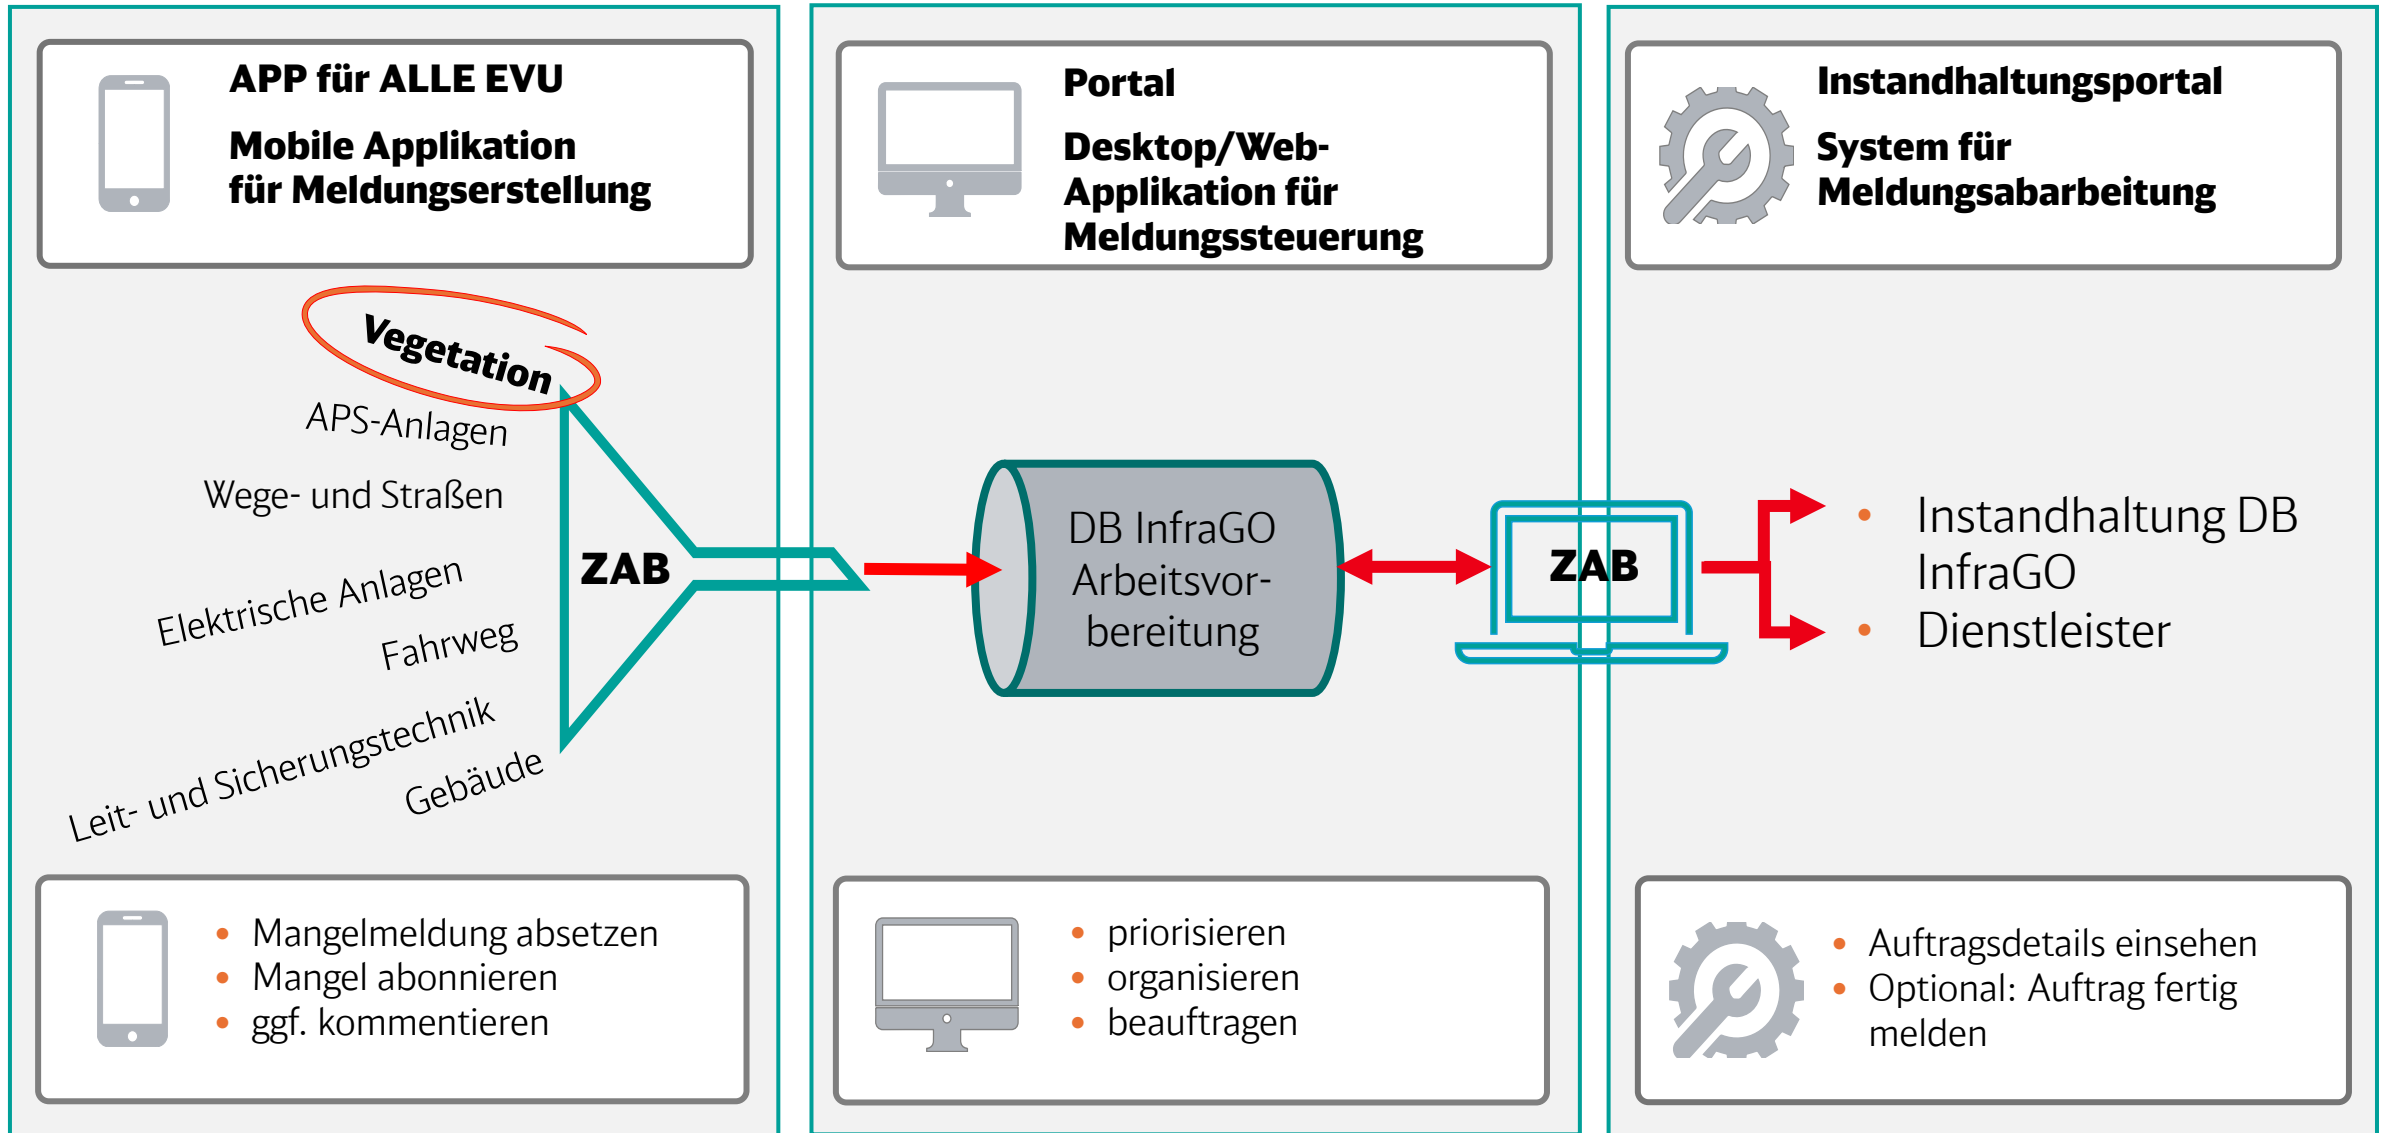 APP für ALLE EVU
Mobile Applikation
für Meldungserstellung
Vegetation
APS-Anlagen
Wege- und Straßen
Elektrische Anlagen
Fahrweg
Leit- und Sicherungstechnik
Gebäude
ZAB
• Mangelmeldung absetzen
• Mangel abonnieren
• ggf. kommentieren
Portal
Desktop/Web-
Applikation für
Meldungssteuerung
DB InfraGO
Arbeitsvor-
bereitung
ZAB
• priorisieren
• organisieren
• beauftragen
Instandhaltungsportal
System für
Meldungsabarbeitung
• Instandhaltung DB
InfraGO
• Dienstleister
• Auftragsdetails einsehen
• Optional: Auftrag fertig
melden